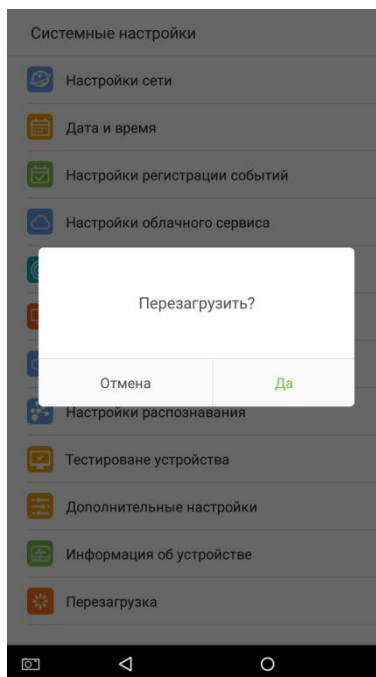 Системные настройки
Настройки сети
Дата и время
Настройки регистрации событий
Настройки облачного сервиса
Перезагрузить?
Отмена
Да
Настройки распознавания
Тестироване устройства
Дополнительные настройки
Информация об устройстве
Перезагрузка